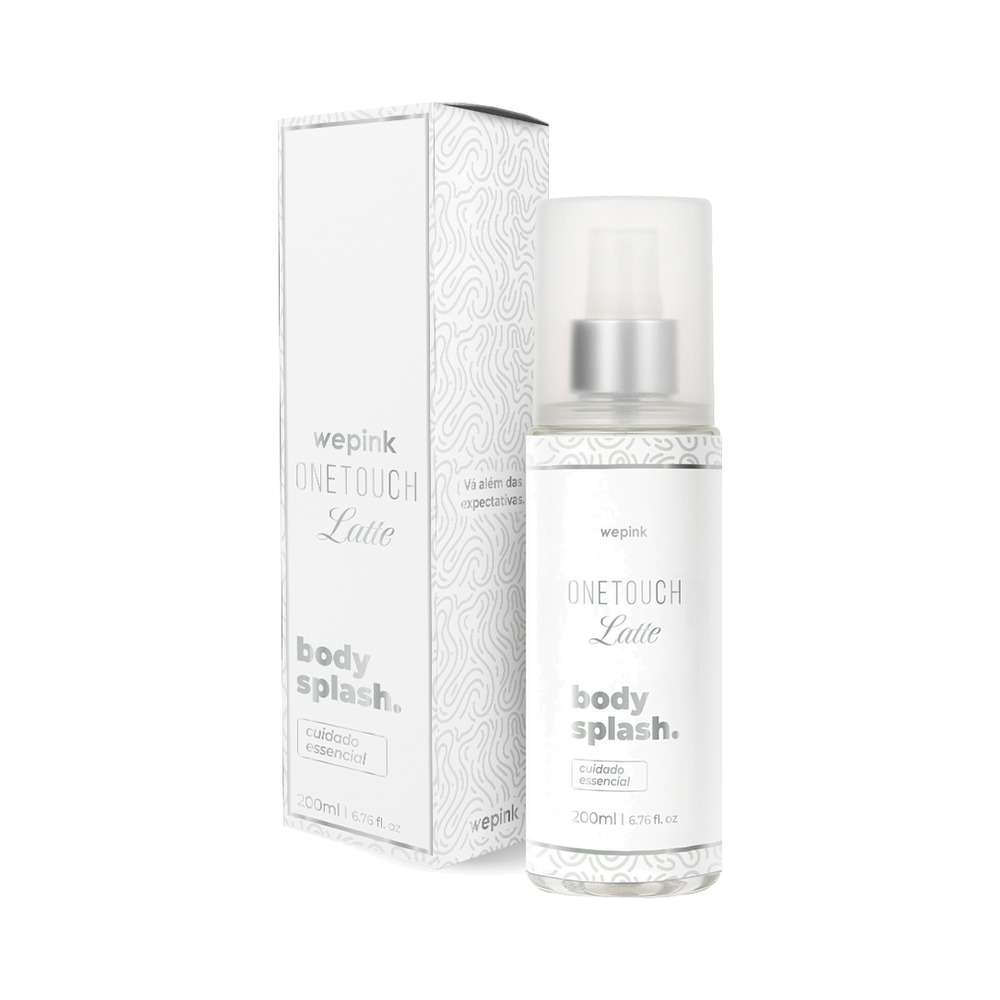 wepink
ONETOUCH
Latte
body
splash.
cuidado
essencial
200ml | 6.76 fl. oz
Vá além das
expectativas.
wepink
wepink
ONETOUCH
Latte
body
splash.
cuidado
essencial
200ml | 6.76 fl. oz